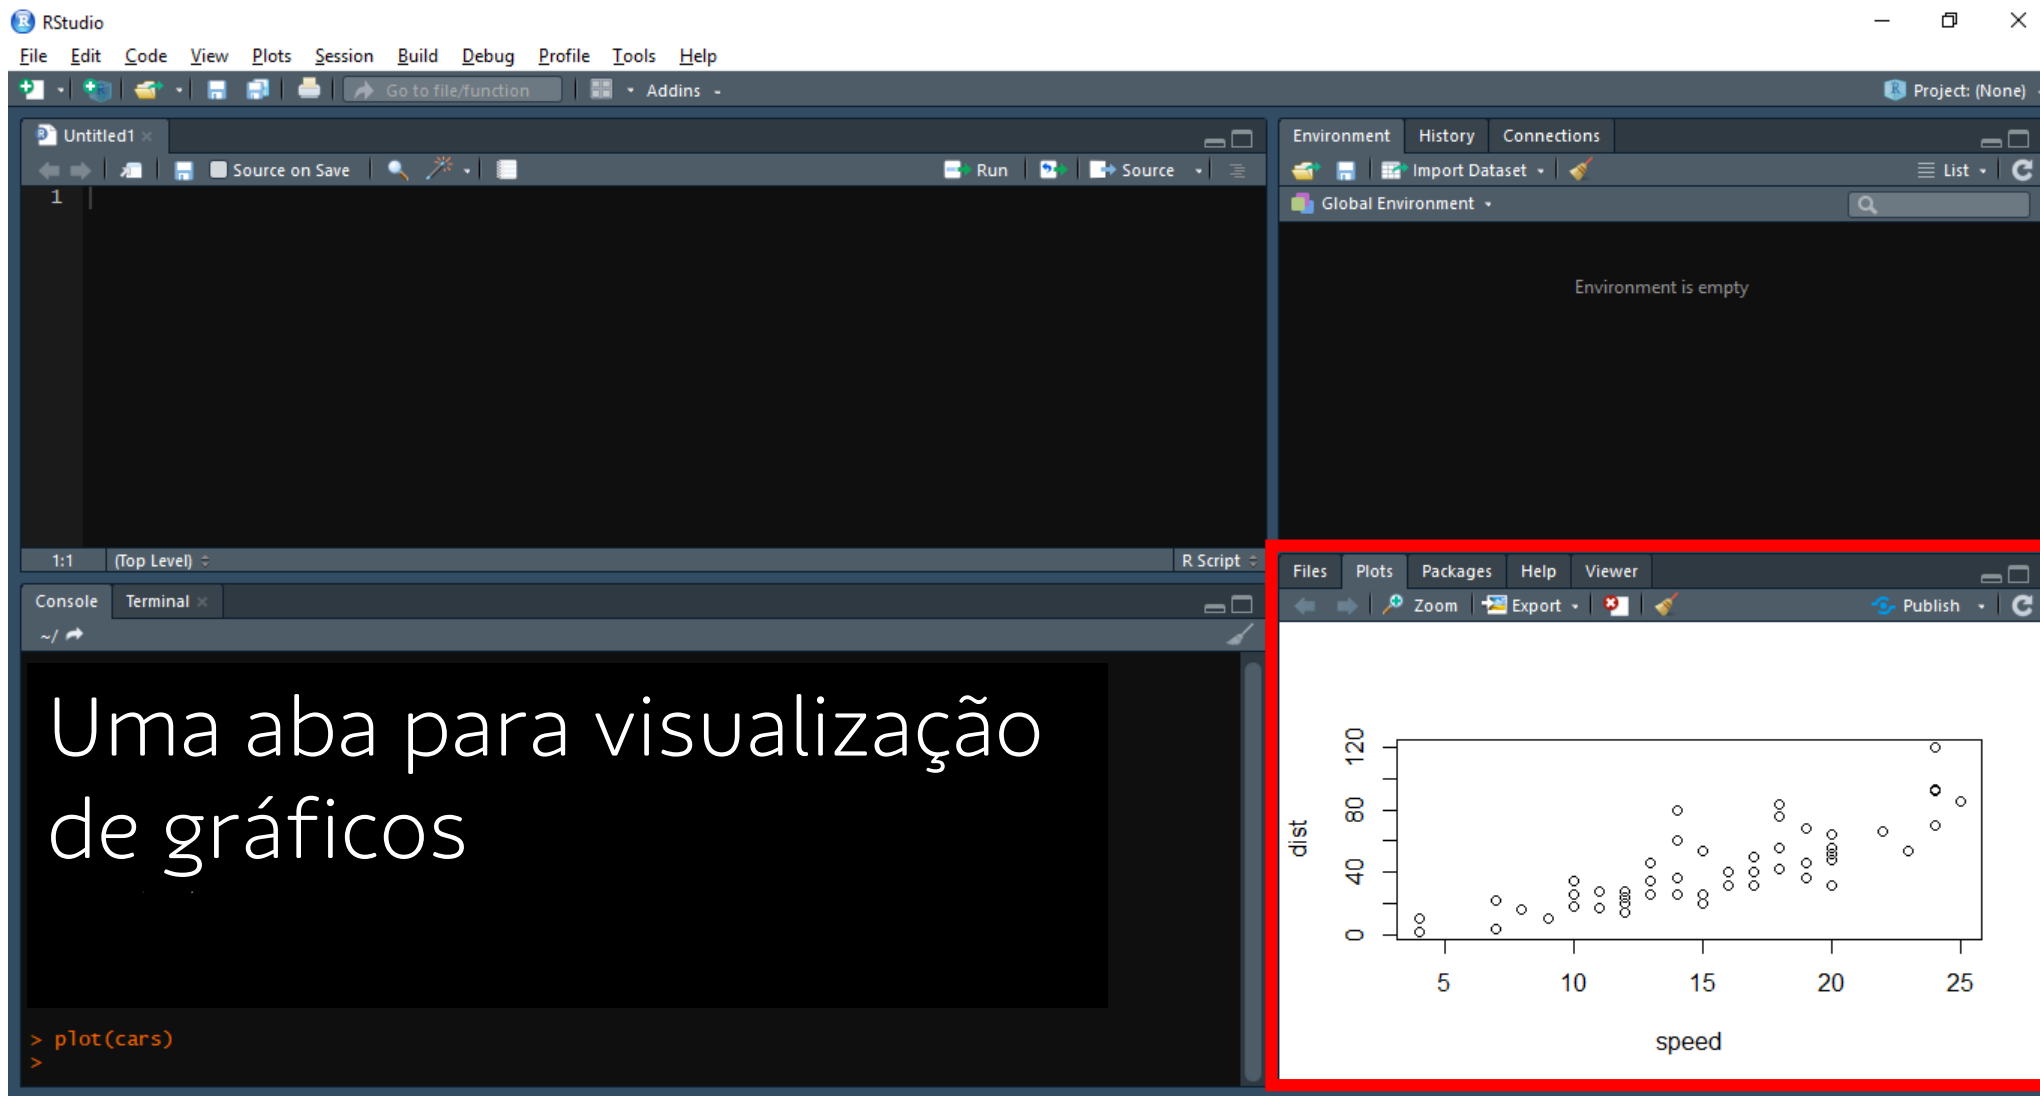 RStudio
File Edit Code View Plots Session Build Debug Profile Tools Help
Go to file/function Addins Project: (None)
Untitled1
Source on Save Run Source
1
1:1 (Top Level) R Script
Environment History Connections
Import Dataset List
Global Environment
Environment is empty
Console Terminal
~/
Uma aba para visualização
de gráficos
> plot(cars)
>
Files Plots Packages Help Viewer
Zoom Export Publish
dist
120
80
40
0
5 10 15 20 25
speed